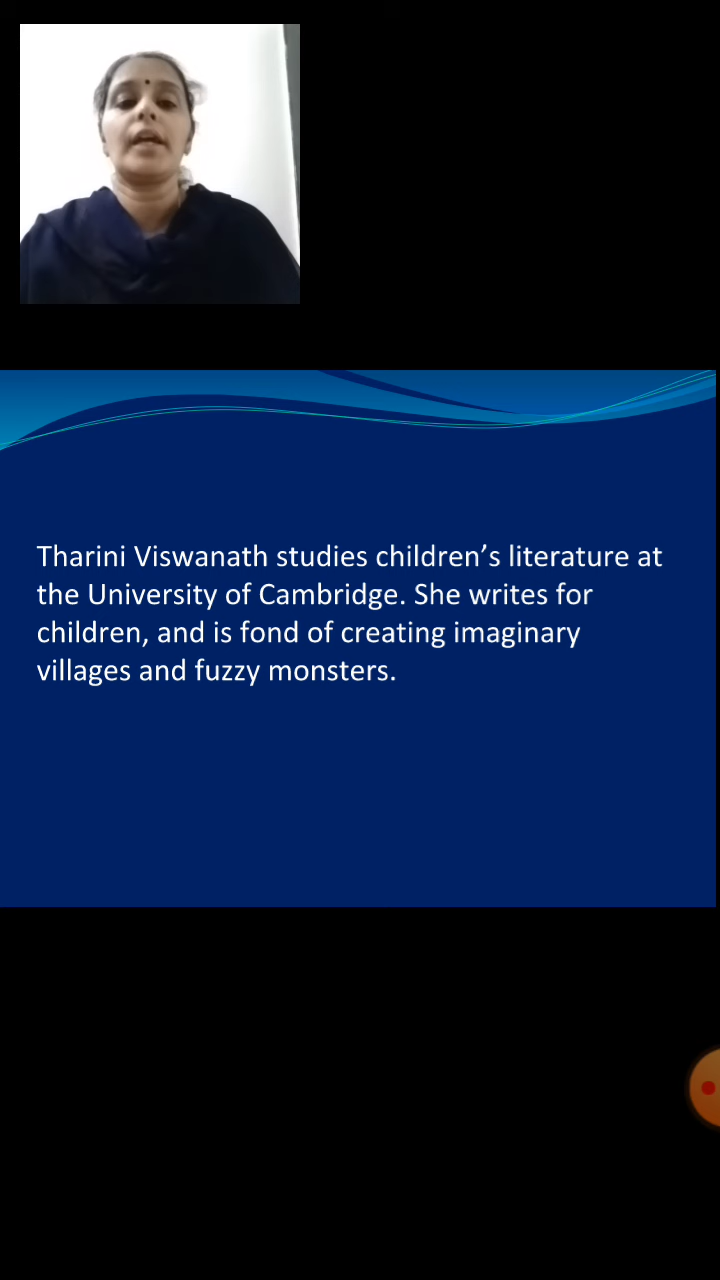 Tharini Viswanath studies children’s literature at
the University of Cambridge. She writes for
children, and is fond of creating imaginary
villages and fuzzy monsters.